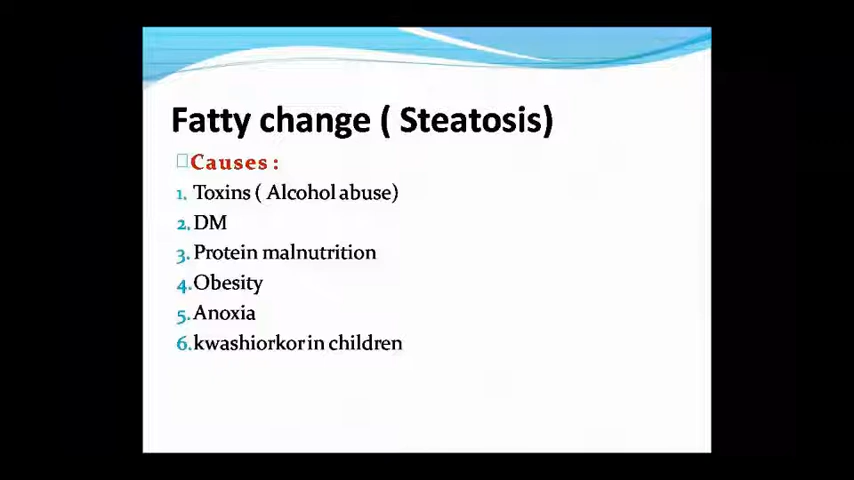 Fatty change ( Steatosis)
Causes :
1. Toxins ( Alcohol abuse)
2. DM
3. Protein malnutrition
4. Obesity
5. Anoxia
6. kwashiorkor in children